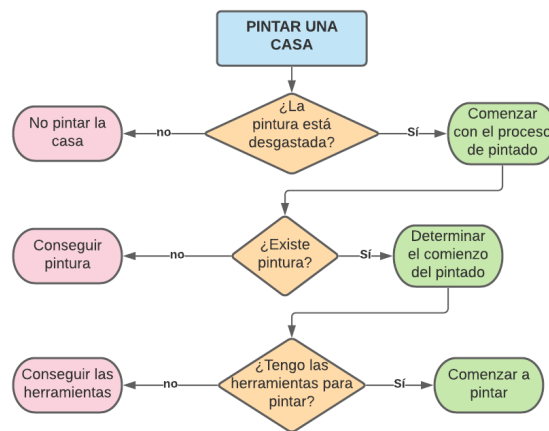 PINTAR UNA
CASA
¿La
pintura está
desgastada?
no
No pintar la
casa
Sí
Comenzar
con el proceso
de pintado
¿Existe
pintura?
no
Conseguir
pintura
Sí
Determinar
el comienzo
del pintado
¿Tengo las
herramientas para
pintar?
no
Conseguir las
herramientas
Sí
Comenzar a
pintar